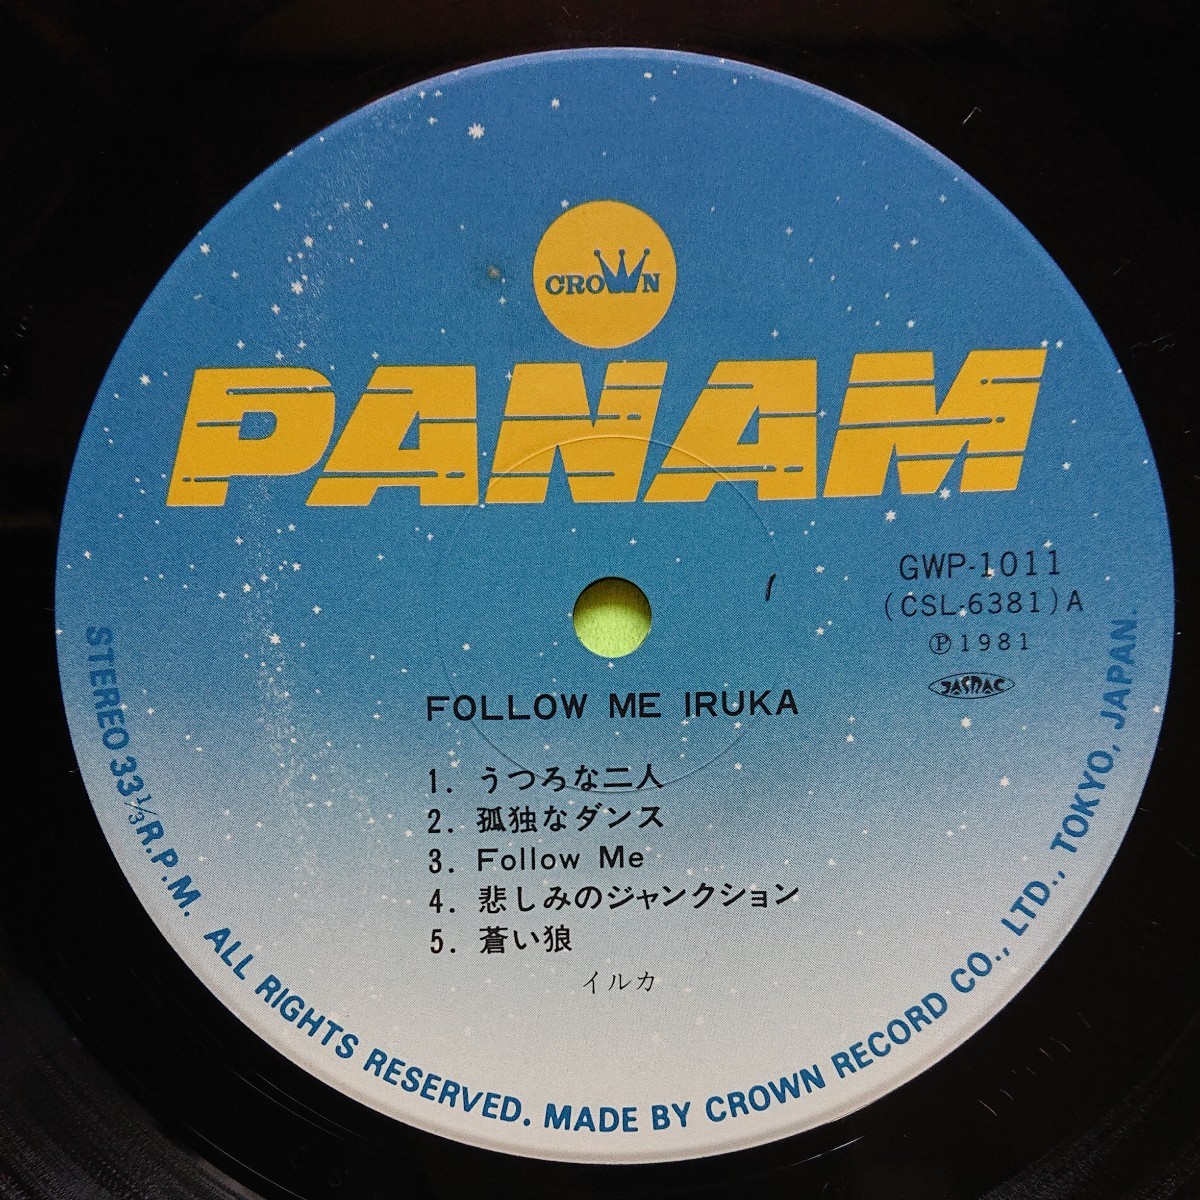 CROWN
PANAM
GWP-1011
(CSL-6381)A
Ⓟ1981
JASRAC
FOLLOW ME IRUKA
1. うつろな二人
2. 孤独なダンス
3. Follow Me
4. 悲しみのジャンクション
5. 蒼い狼
イルカ
STEREO 33⅓ R.P.M. ALL RIGHTS RESERVED. MADE BY CROWN RECORD CO., LTD., TOKYO, JAPAN.